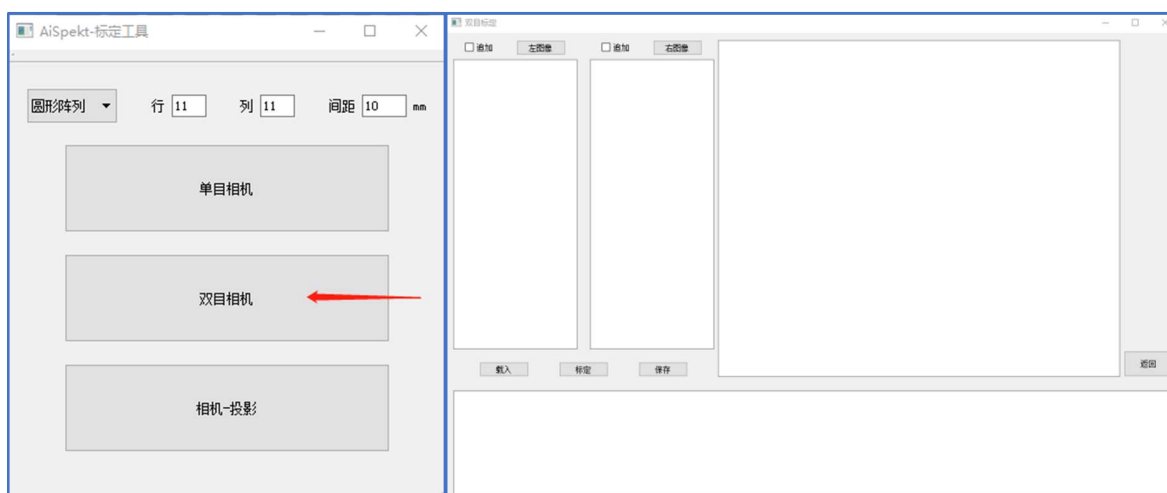 AiSpekt-标定工具
圆形阵列 行 11 列 11 间距 10 mm
单目相机
双目相机
相机-投影
双目标定
追加 左图像 追加 右图像
载入 标定 保存
返回